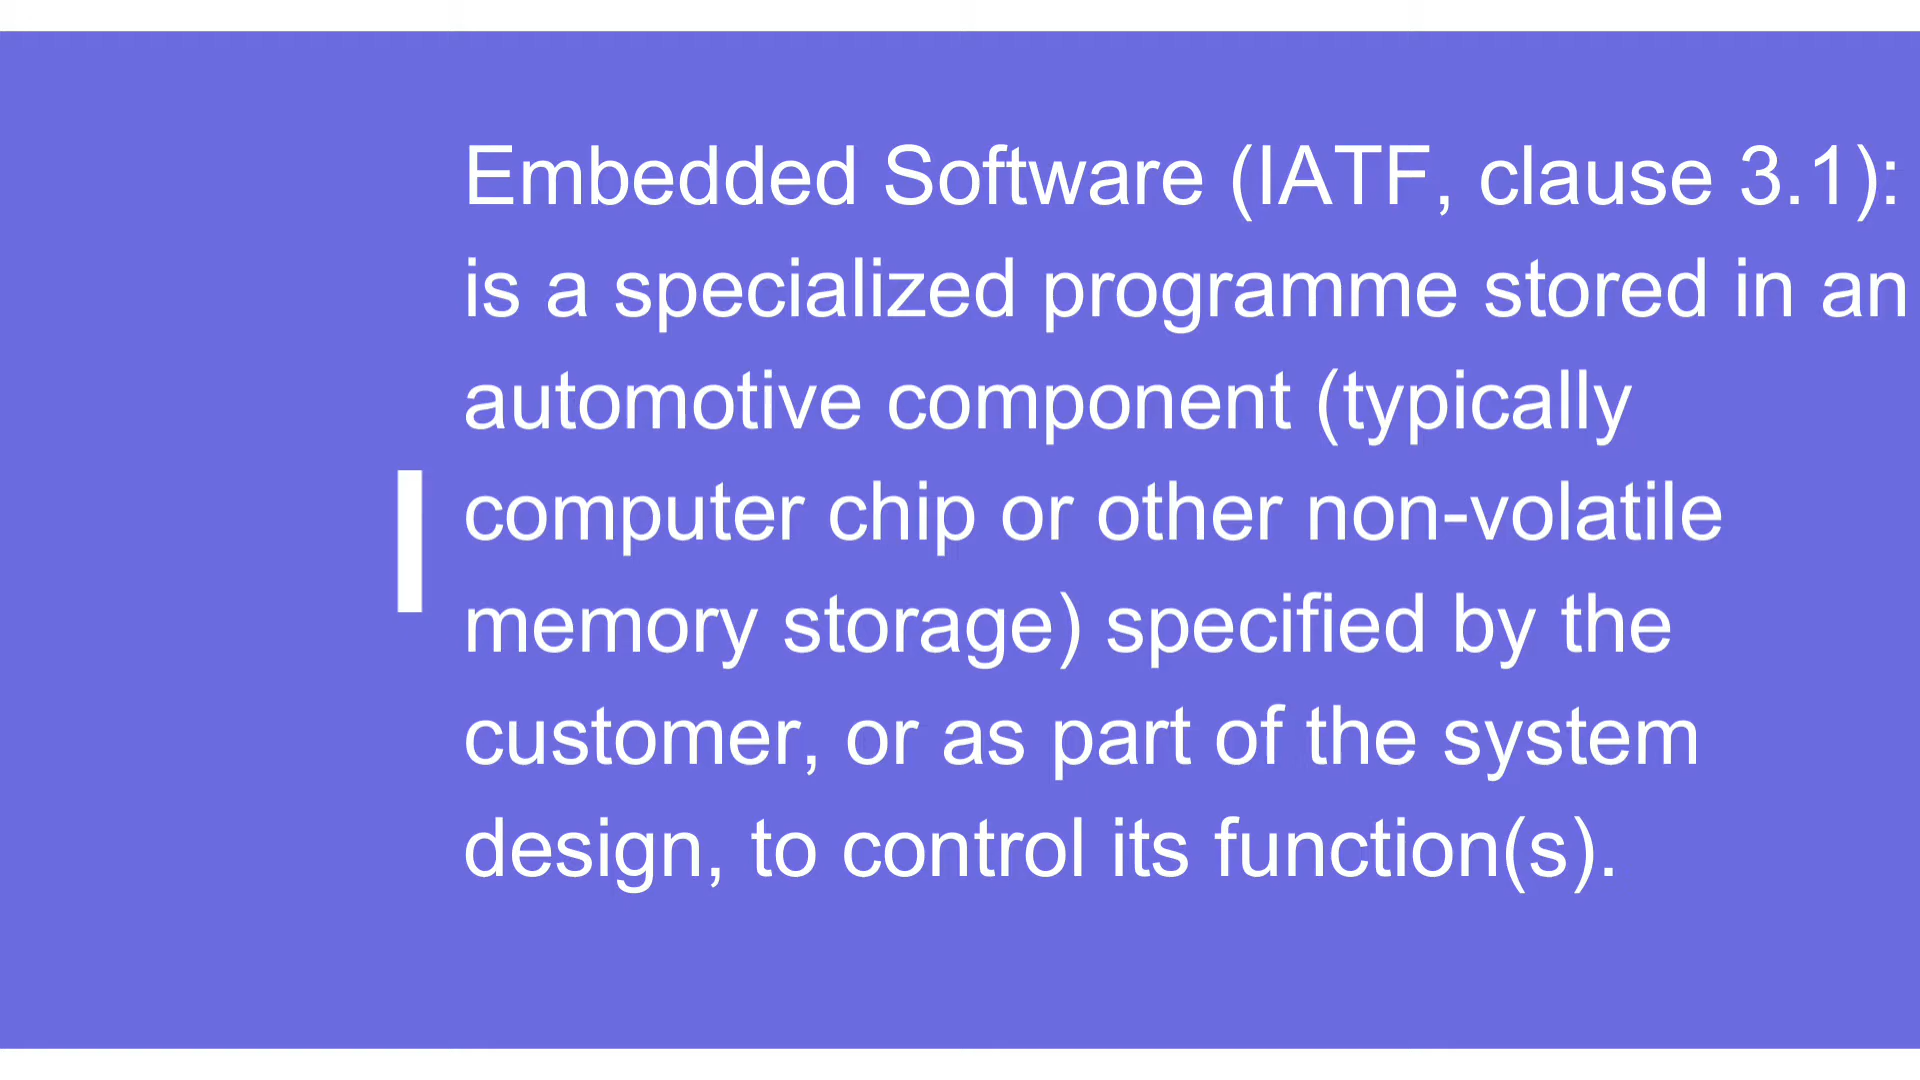 Embedded Software (IATF, clause 3.1):
is a specialized programme stored in an
automotive component (typically
computer chip or other non-volatile
memory storage) specified by the
customer, or as part of the system
design, to control its function(s).